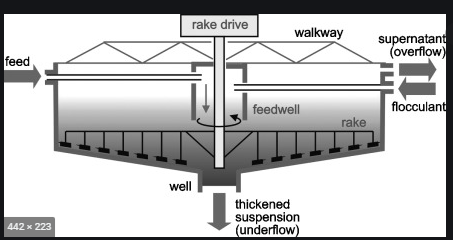 rake drive
walkway
supernatant
(overflow)
feed
flocculant
feedwell
rake
well
thickened
suspension
(underflow)
442 × 223